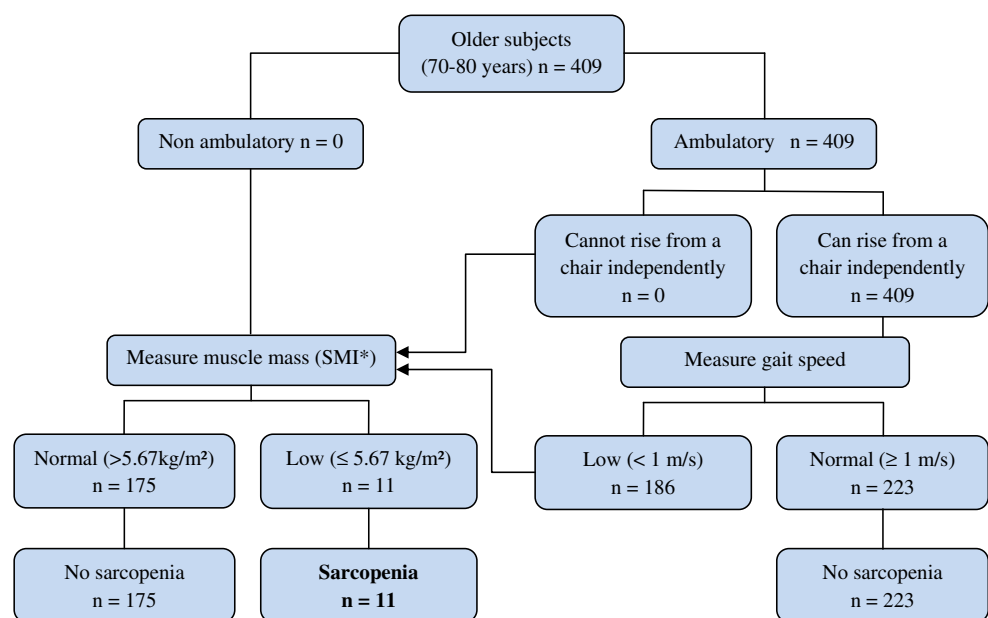 Older subjects
(70-80 years) n = 409
Non ambulatory n = 0
Ambulatory n = 409
Cannot rise from a
chair independently
n = 0
Can rise from a
chair independently
n = 409
Measure muscle mass (SMI*)
Measure gait speed
Normal (>5.67kg/m²)
n = 175
Low (≤ 5.67 kg/m²)
n = 11
Low (< 1 m/s)
n = 186
Normal (≥ 1 m/s)
n = 223
No sarcopenia
n = 175
Sarcopenia
n = 11
No sarcopenia
n = 223